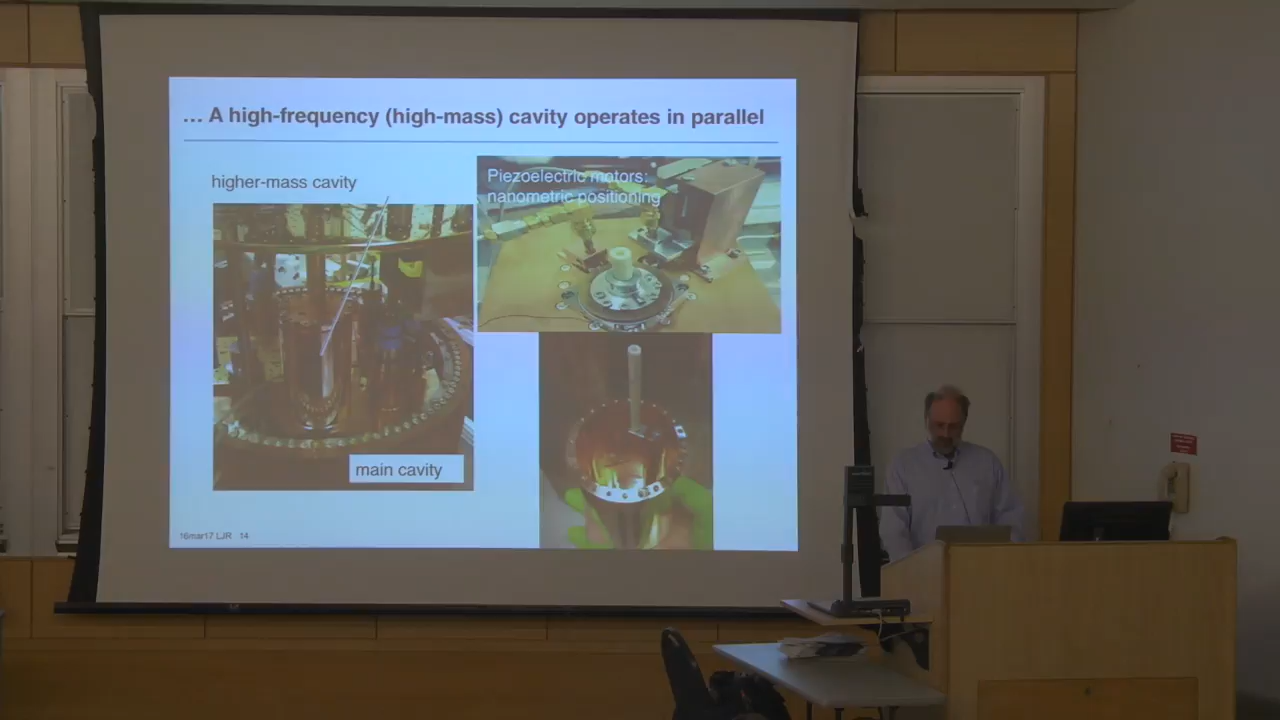 ... A high-frequency (high-mass) cavity operates in parallel
higher-mass cavity
Piezoelectric motors:
nanometric positioning
main cavity
16mar17 LJR 14